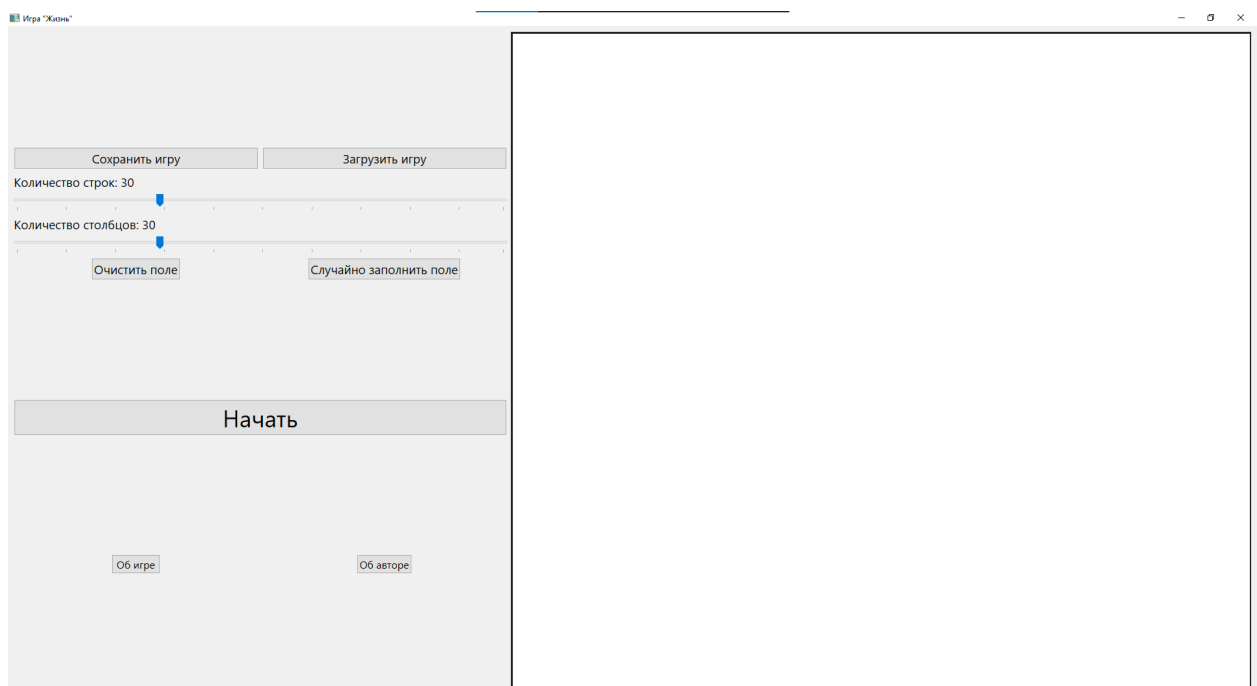 Игра "Жизнь"
Сохранить игру Загрузить игру
Количество строк: 30
Количество столбцов: 30
Очистить поле Случайно заполнить поле
Начать
Об игре Об авторе